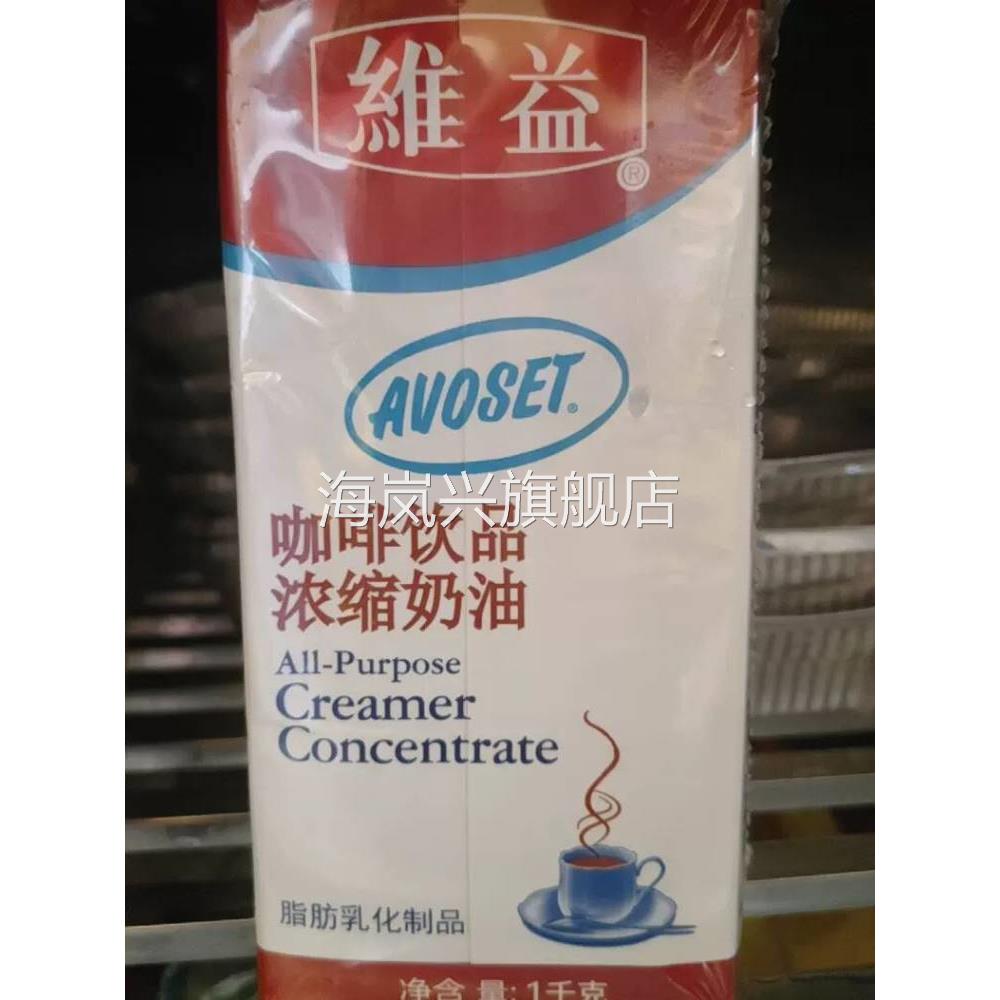 維益®
AVOSET®
海岚兴旗舰店
咖啡饮品
浓缩奶油
All-Purpose
Creamer
Concentrate
脂肪乳化制品
净含量:1千克